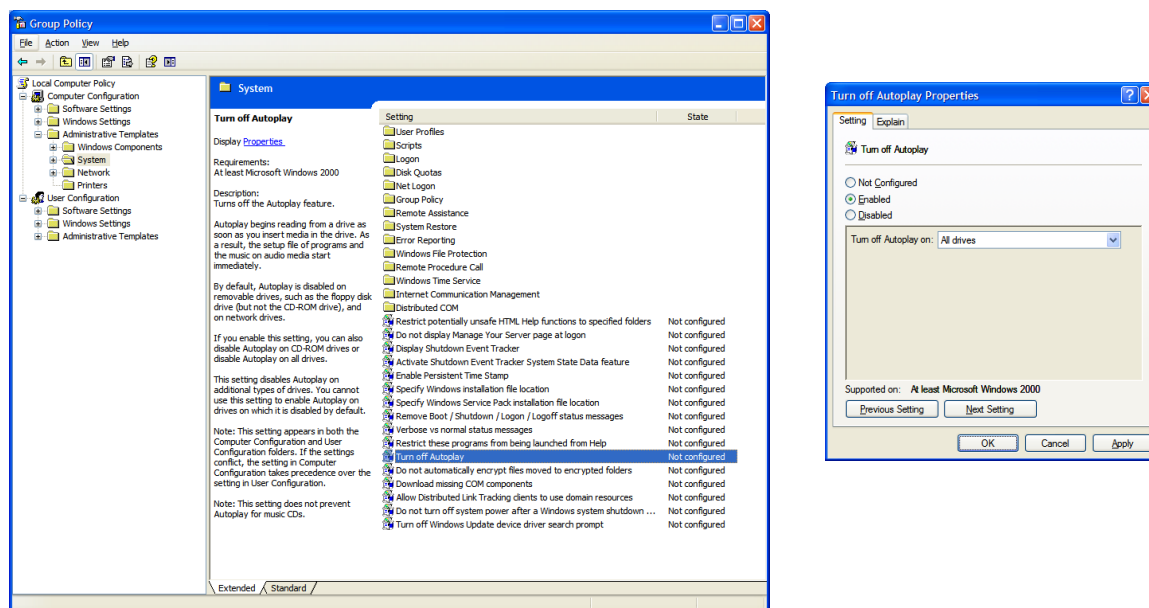 Group Policy
File Action View Help
Local Computer Policy
Computer Configuration
Software Settings
Windows Settings
Administrative Templates
Windows Components
System
Network
Printers
User Configuration
Software Settings
Windows Settings
Administrative Templates
System
Turn off Autoplay
Display Properties
Requirements:
At least Microsoft Windows 2000
Description:
Turns off the Autoplay feature.
Autoplay begins reading from a drive as
soon as you insert media in the drive. As
a result, the setup file of programs and
the music on audio media start
immediately.
By default, Autoplay is disabled on
removable drives, such as the floppy disk
drive (but not the CD-ROM drive), and
on network drives.
If you enable this setting, you can also
disable Autoplay on CD-ROM drives or
disable Autoplay on all drives.
This setting disables Autoplay on
additional types of drives. You cannot
use this setting to enable Autoplay on
drives on which it is disabled by default.
Note: This setting appears in both the
Computer Configuration and User
Configuration folders. If the settings
conflict, the setting in Computer
Configuration takes precedence over the
setting in User Configuration.
Note: This setting does not prevent
Autoplay for music CDs.
Setting State
User Profiles
Scripts
Logon
Disk Quotas
Net Logon
Group Policy
Remote Assistance
System Restore
Error Reporting
Windows File Protection
Remote Procedure Call
Windows Time Service
Internet Communication Management
Distributed COM
Restrict potentially unsafe HTML Help functions to specified folders Not configured
Do not display Manage Your Server page at logon Not configured
Display Shutdown Event Tracker Not configured
Activate Shutdown Event Tracker System State Data feature Not configured
Enable Persistent Time Stamp Not configured
Specify Windows installation file location Not configured
Specify Windows Service Pack installation file location Not configured
Remove Boot / Shutdown / Logon / Logoff status messages Not configured
Verbose vs normal status messages Not configured
Restrict these programs from being launched from Help Not configured
Turn off Autoplay Not configured
Do not automatically encrypt files moved to encrypted folders Not configured
Download missing COM components Not configured
Allow Distributed Link Tracking clients to use domain resources Not configured
Do not turn off system power after a Windows system shutdown ... Not configured
Turn off Windows Update device driver search prompt Not configured
Extended Standard
Turn off Autoplay Properties
Setting Explain
Turn off Autoplay
Not Configured
Enabled
Disabled
Turn off Autoplay on: All drives
Supported on: At least Microsoft Windows 2000
Previous Setting Next Setting
OK Cancel Apply